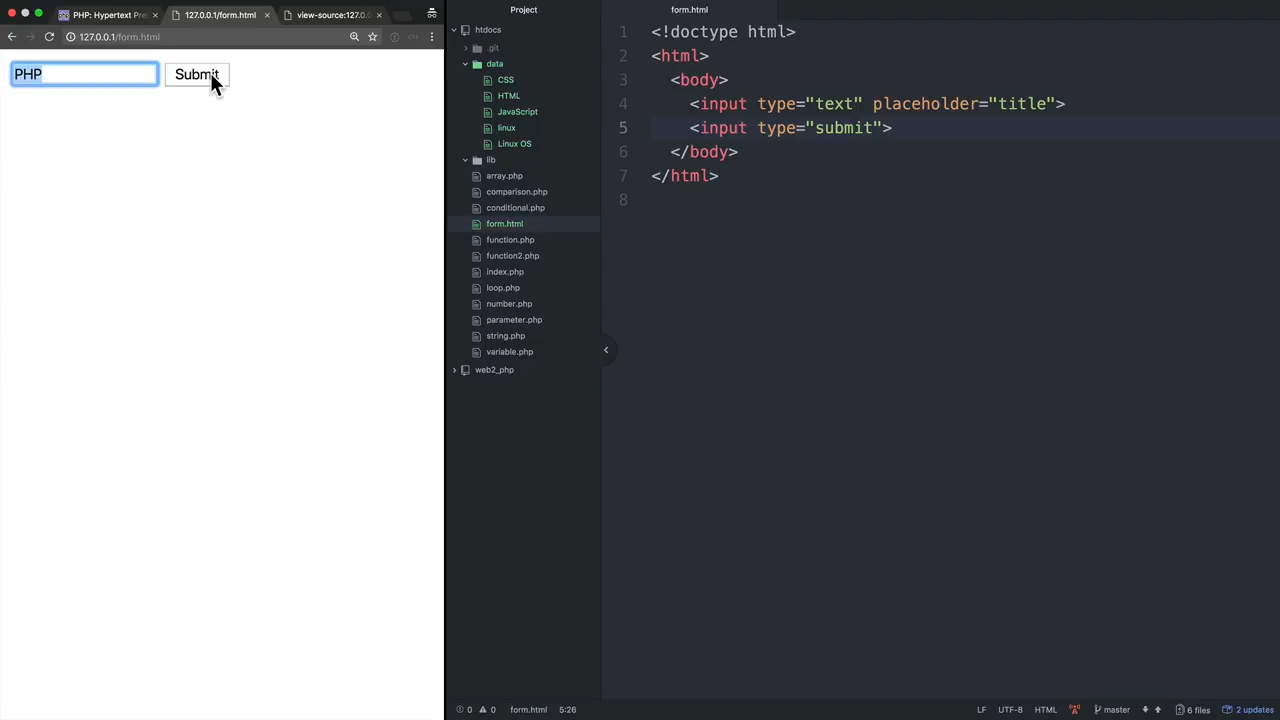 PHP: Hypertext Pre
127.0.0.1/form.html
view-source:127.0.0
127.0.0.1/form.html
PHP
Submit
Project
htdocs
.git
data
CSS
HTML
JavaScript
linux
Linux OS
lib
array.php
comparison.php
conditional.php
form.html
function.php
function2.php
index.php
loop.php
number.php
parameter.php
string.php
variable.php
web2_php
form.html
1 <!doctype html>
2 <html>
3 <body>
4 <input type="text" placeholder="title">
5 <input type="submit">
6 </body>
7 </html>
8
0 0 form.html 5:26
LF UTF-8 HTML master 6 files 2 updates